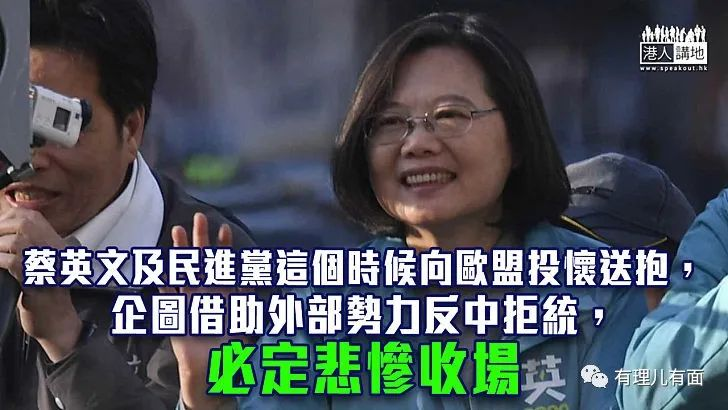 港人講地
www.speakout.hk
蔡英文及民進黨這個時候向歐盟投懷送抱，
企圖借助外部勢力反中拒統，
必定悲慘收場
英
有理儿有面